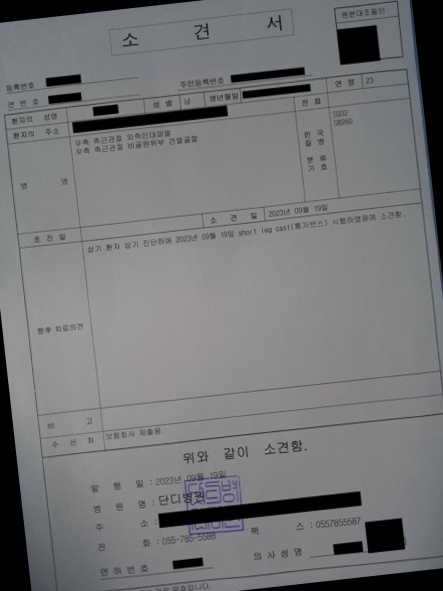 소 견 서
원본대조필인
등록번호
연 번 호
주민등록번호
환자의 성명 성 별 남 생년월일 연 령 23
환자의 주소 전 화
병 명
우측 족근관절 외측인대파열
우측 족근관절 비골원위부 견열골절
한 국
질 병
분 류
기 호
S932
S8260
초 진 일 소 견 일 2023년 09월 19일
향후 치료의견
상기 환자 상기 진단하에 2023년 09월 19일 short leg cast(통기브스) 시행하였음에 소견함.
비 고
수 신 처 보험회사 제출용.
위와 같이 소견함.
발 행 일 : 2023년 09월 19일
병 원 명 : 단디병원
주 소 :
전 화 : 055-785-5588 팩 스 : 0557855587
면허번호 의사성명